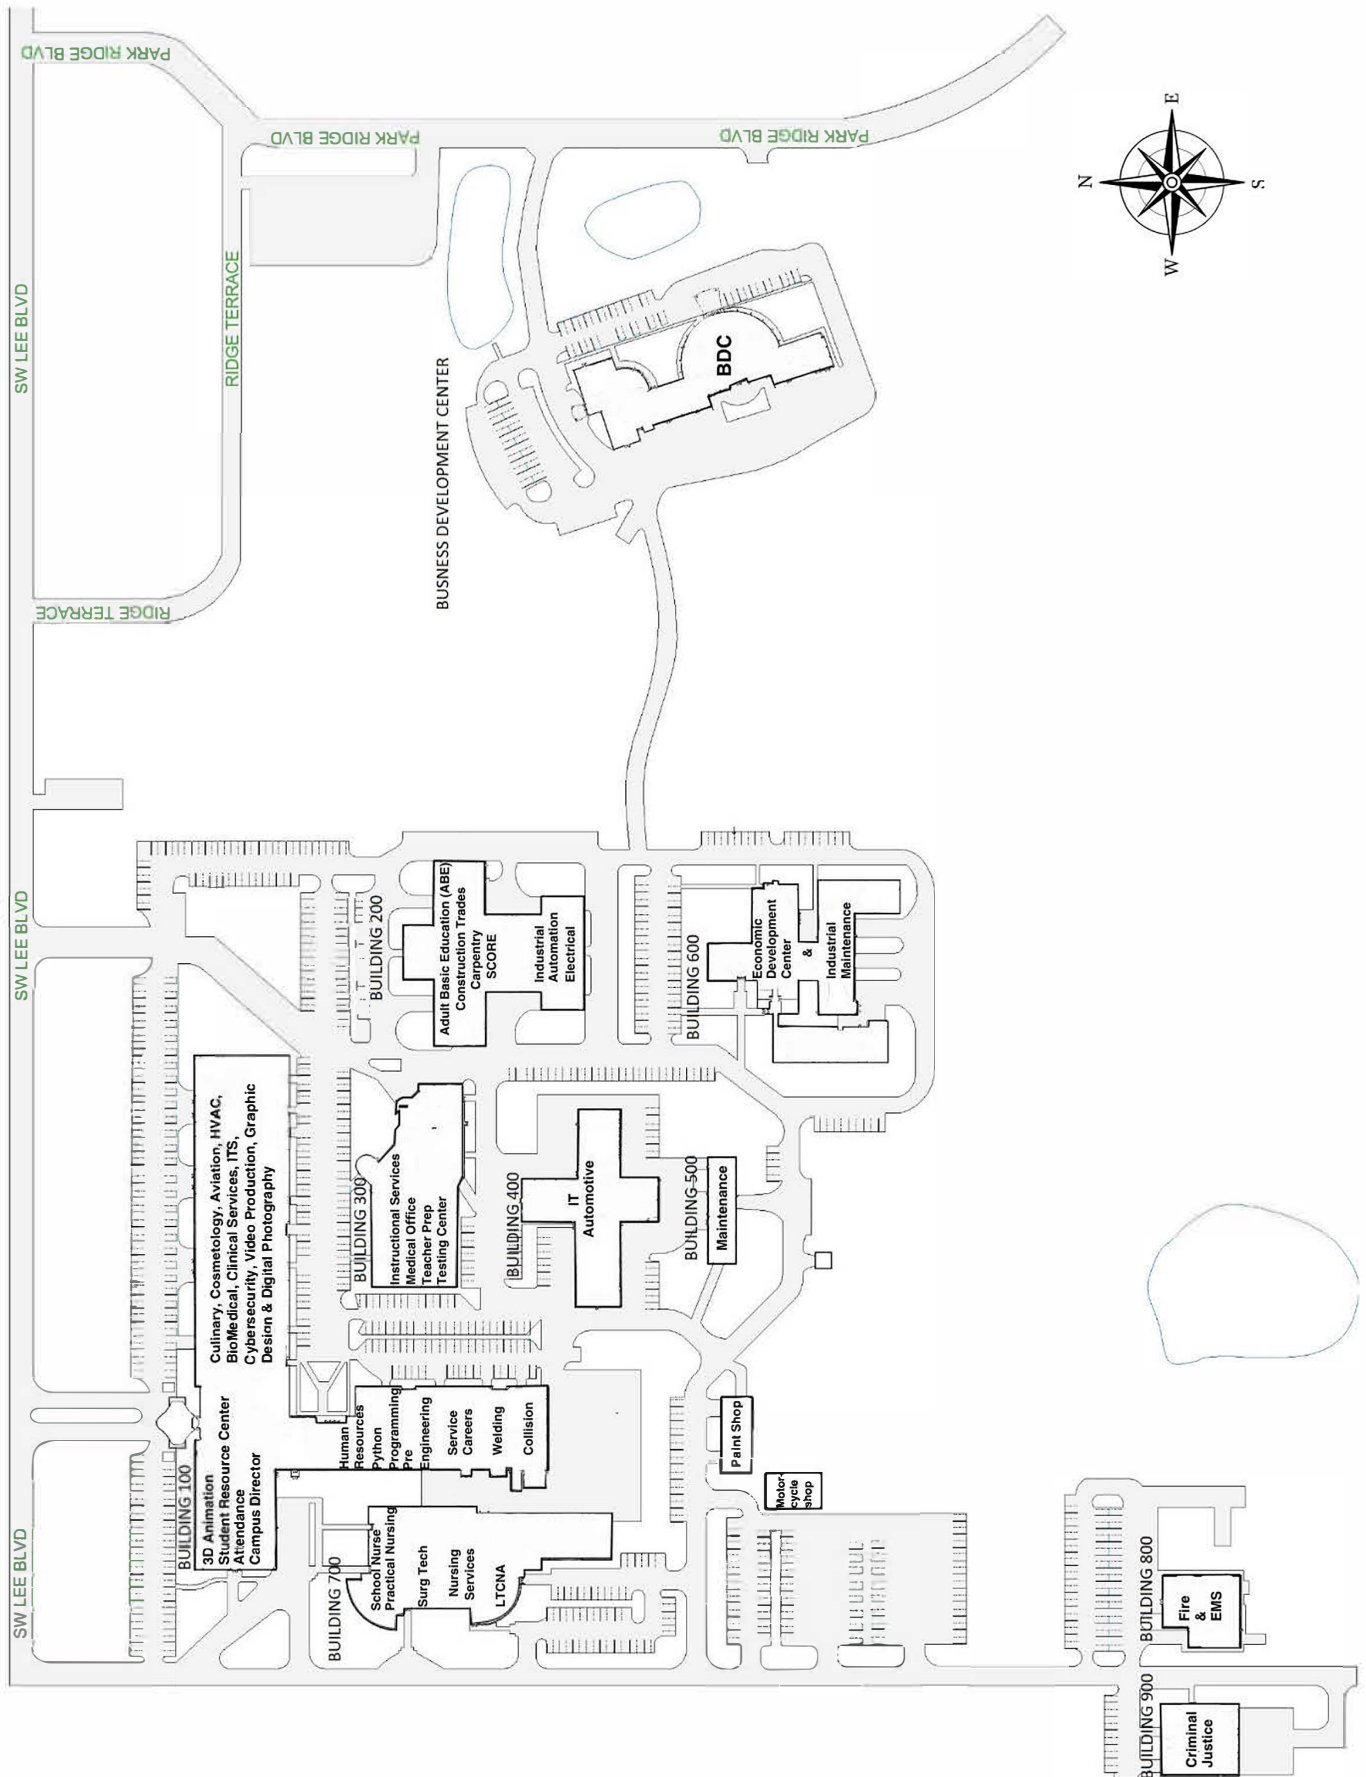 PARK RIDGE BLVD
PARK RIDGE BLVD
PARK RIDGE BLVD
E
N
S
W
SW LEE BLVD
RIDGE TERRACE
RIDGE TERRACE
BUSNESS DEVELOPMENT CENTER
BDC
SW LEE BLVD
BUILDING 200
Adult Basic Education (ABE)
Construction Trades
Carpentry
SCORE
Industrial
Automation
Electrical
BUILDING 600
Economic
Development
Center
&
Industrial
Maintenance
Culinary, Cosmetology, Aviation, HVAC,
BioMedical, Clinical Services, ITS,
Cybersecurity, Video Production, Graphic
Design & Digital Photography
BUILDING 300
Instructional Services
Medical Office
Teacher Prep
Testing Center
BUILDING 400
IT
Automotive
BUILDING 500
Maintenance
SW LEE BLVD
BUILDING 100
3D Animation
Student Resource Center
Attendance
Campus Director
Human
Resources
Python
Programming
Pre
Engineering
Service
Careers
Welding
Collision
Paint Shop
Motor-
cycle
shop
BUILDING 700
School Nurse
Practical Nursing
Surg Tech
Nursing
Services
LTCNA
BUILDING 800
Fire
&
EMS
BUILDING 900
Criminal
Justice